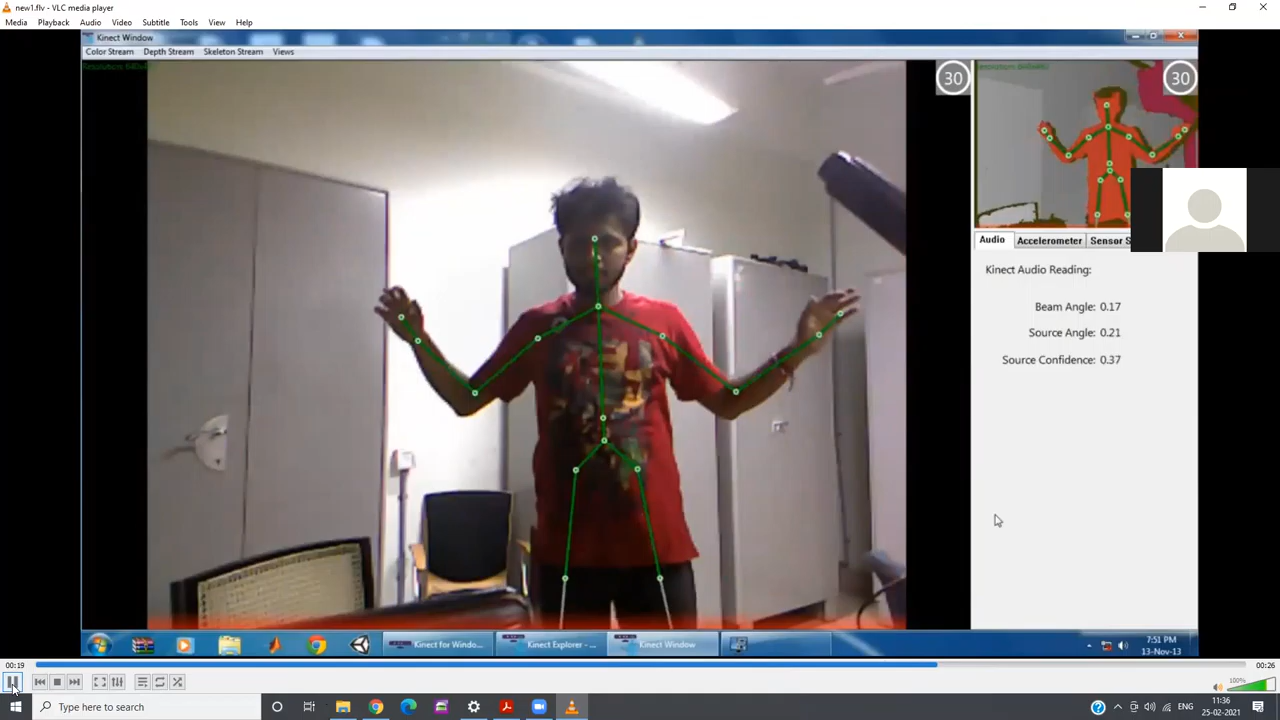 new1.flv - VLC media player
Media Playback Audio Video Subtitle Tools View Help
Kinect Window
Color Stream Depth Stream Skeleton Stream Views
30
30
Audio Accelerometer Sensor S
Kinect Audio Reading:
Beam Angle: 0.17
Source Angle: 0.21
Source Confidence: 0.37
Kinect for Windo...
Kinect Explorer - ...
Kinect Window
7:51 PM
13-Nov-13
00:19
00:26
100%
Type here to search
ENG
11:36
25-02-2021